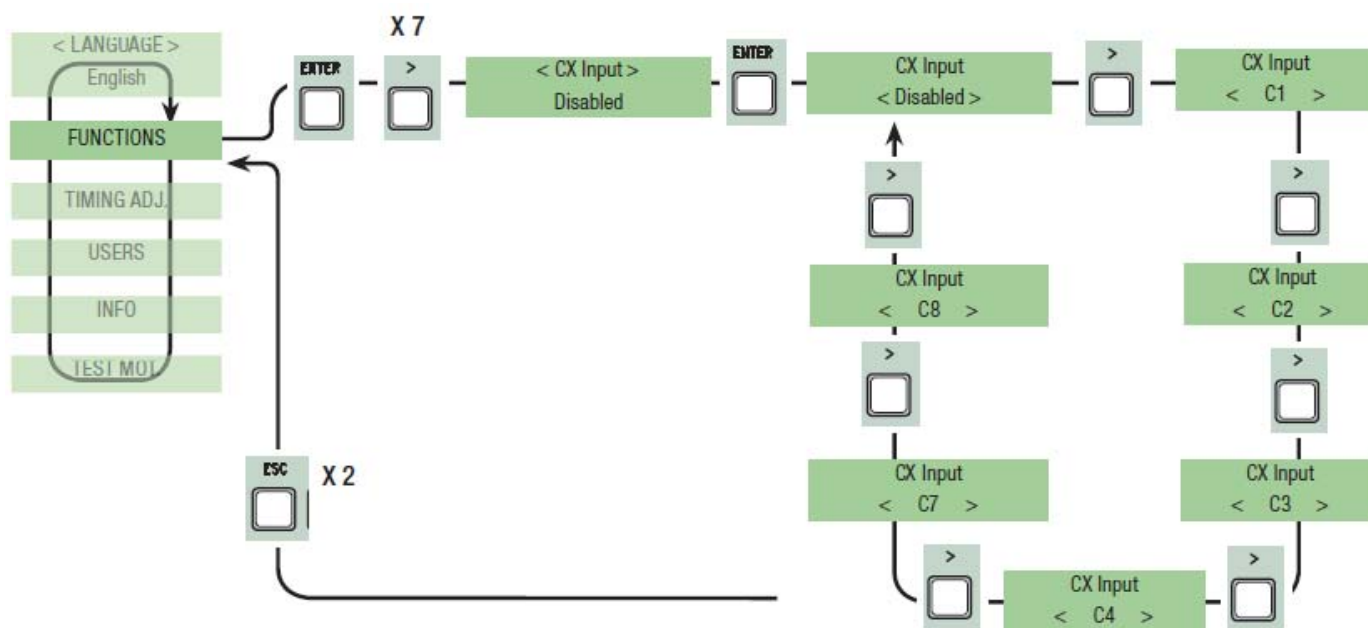 X 7
< LANGUAGE >
English
FUNCTIONS
TIMING ADJ.
USERS
INFO
TEST MOT.
ENTER
>
< CX Input >
Disabled
ENTER
CX Input
< Disabled >
>
CX Input
< C1 >
>
CX Input
< C2 >
>
CX Input
< C3 >
>
CX Input
< C4 >
>
CX Input
< C7 >
>
CX Input
< C8 >
>
ESC
X 2